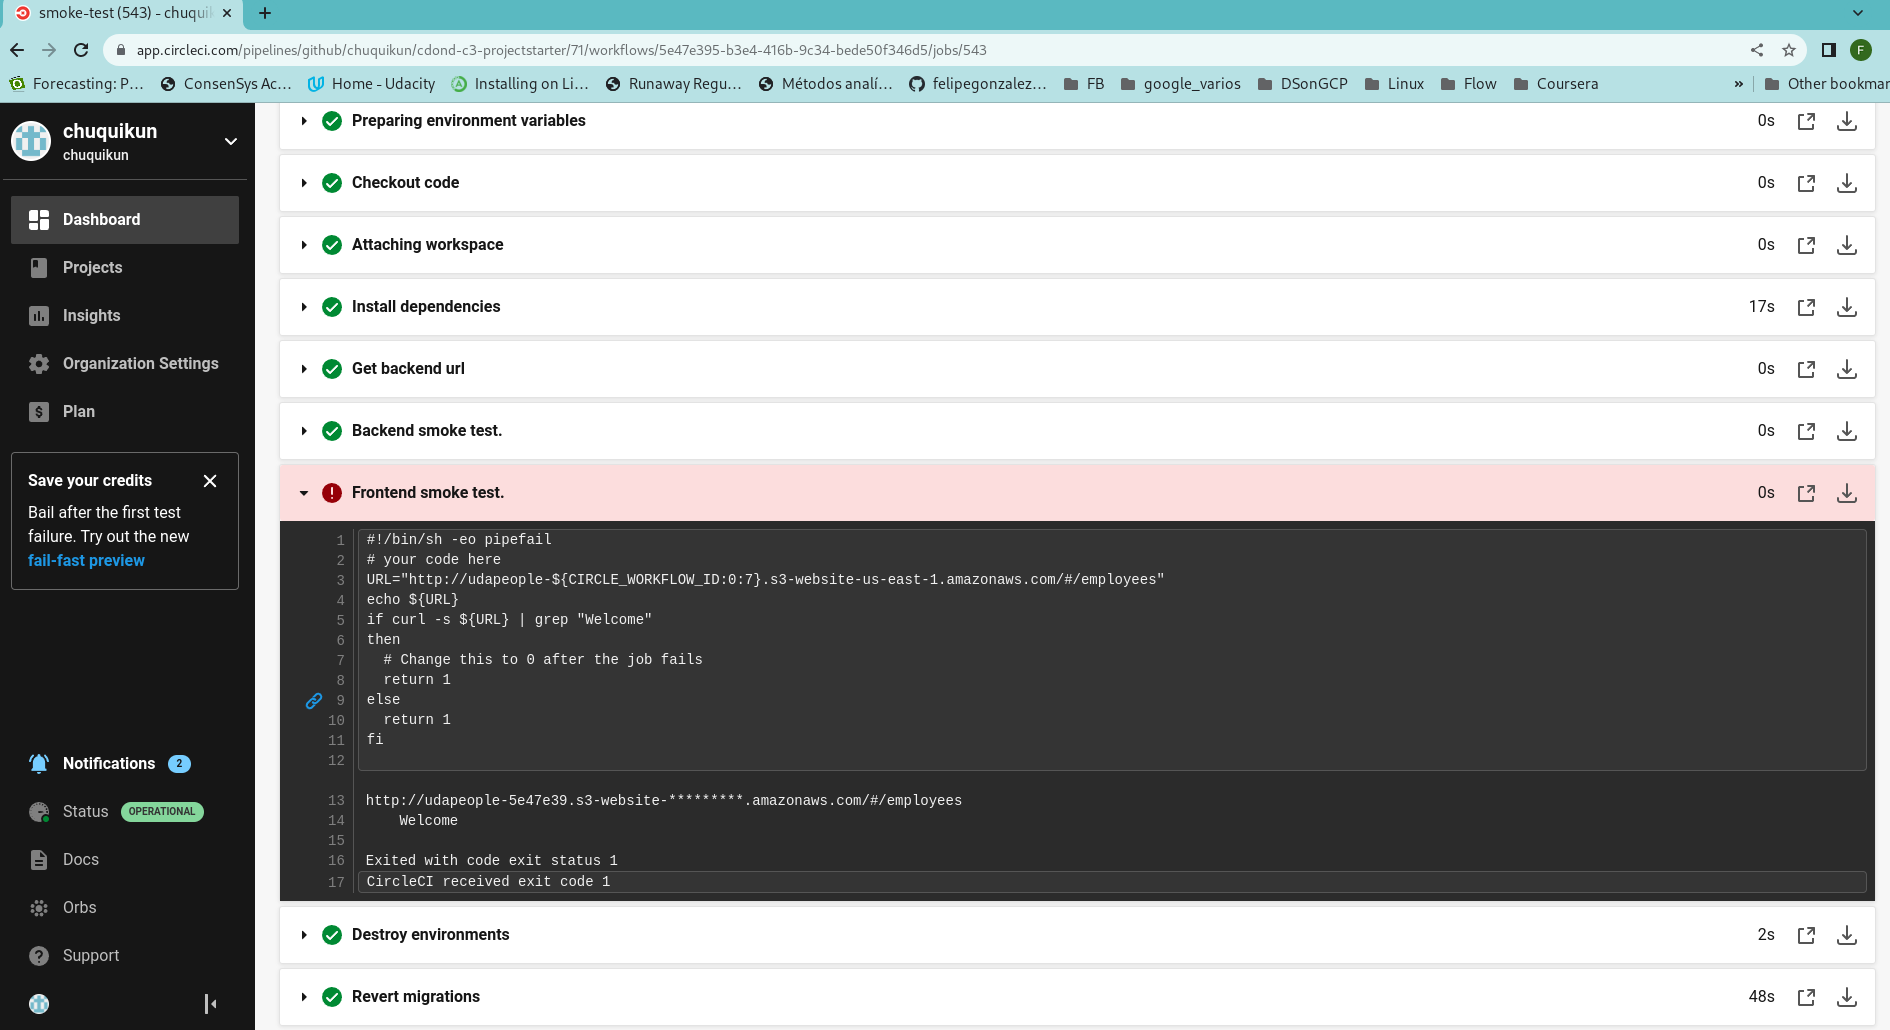 smoke-test (543) - chuquik
app.circleci.com/pipelines/github/chuquikun/cdond-c3-projectstarter/71/workflows/5e47e395-b3e4-416b-9c34-bede50f346d5/jobs/543
F
Forecasting: P... ConsenSys Ac... Home - Udacity Installing on Li... Runaway Regu... Métodos analí... felipegonzalez... FB google_varios DSonGCP Linux Flow Coursera » Other bookmar
chuquikun
chuquikun
Dashboard
Projects
Insights
Organization Settings
Plan
Save your credits
Bail after the first test
failure. Try out the new
fail-fast preview
Notifications 2
Status OPERATIONAL
Docs
Orbs
Support
Preparing environment variables 0s
Checkout code 0s
Attaching workspace 0s
Install dependencies 17s
Get backend url 0s
Backend smoke test. 0s
Frontend smoke test. 0s
1 #!/bin/sh -eo pipefail
2 # your code here
3 URL="http://udapeople-${CIRCLE_WORKFLOW_ID:0:7}.s3-website-us-east-1.amazonaws.com/#/employees"
4 echo ${URL}
5 if curl -s ${URL} | grep "Welcome"
6 then
7 # Change this to 0 after the job fails
8 return 1
9 else
10 return 1
11 fi
12
13 http://udapeople-5e47e39.s3-website-*********.amazonaws.com/#/employees
14 Welcome
15
16 Exited with code exit status 1
17 CircleCI received exit code 1
Destroy environments 2s
Revert migrations 48s